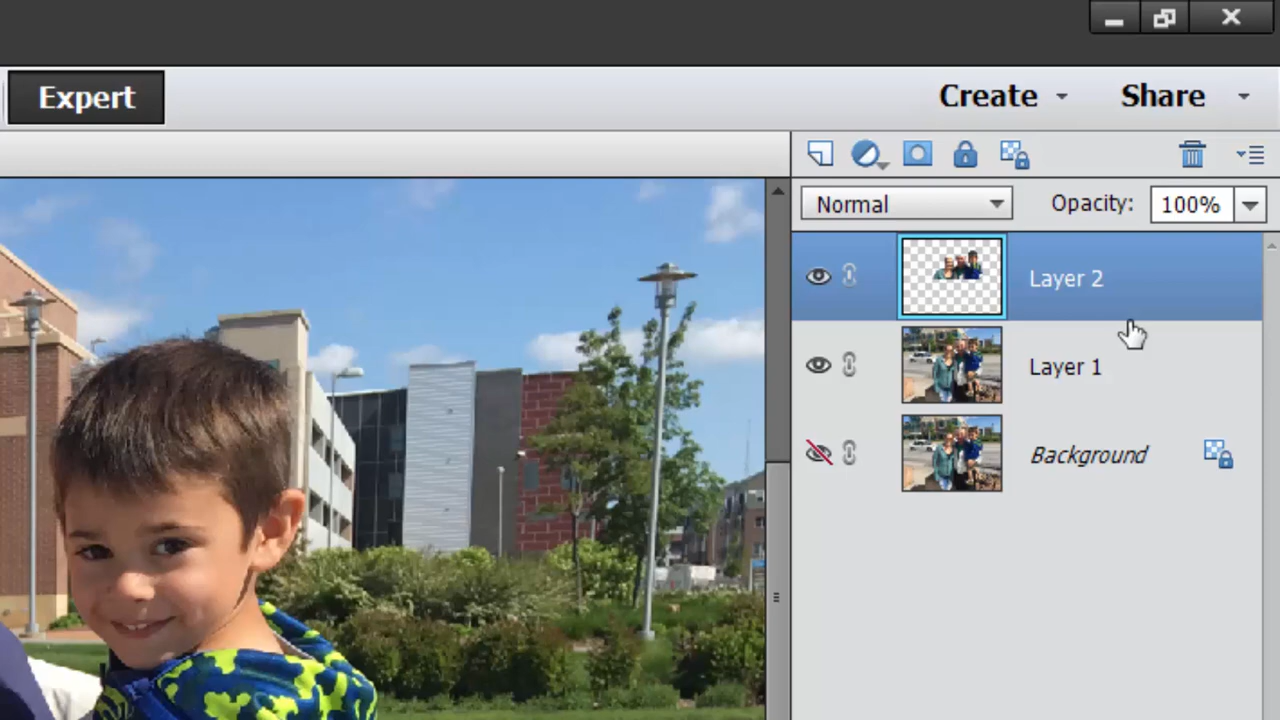 Expert
Create
Share
Normal
Opacity: 100%
Layer 2
Layer 1
Background